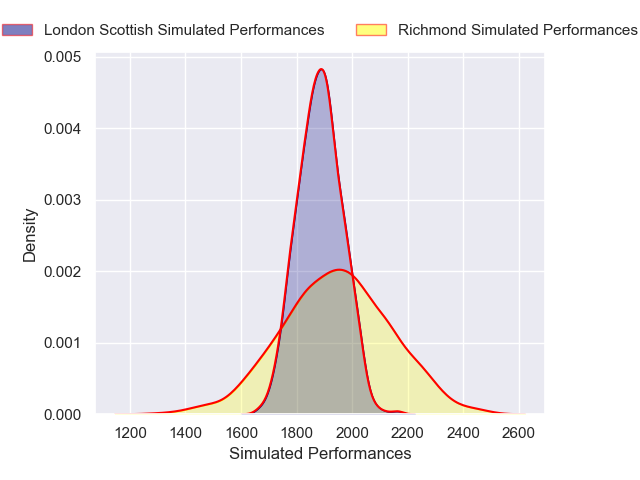 London Scottish Simulated Performances
Richmond Simulated Performances
0.005
0.004
0.003
0.002
0.001
0.000
Density
1200 1400 1600 1800 2000 2200 2400 2600
Simulated Performances